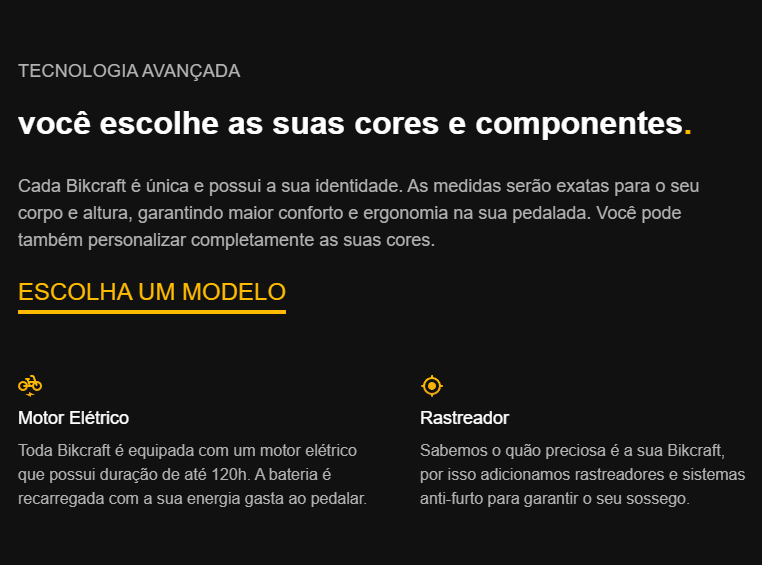 TECNOLOGIA AVANÇADA
você escolhe as suas cores e componentes.
Cada Bikcraft é única e possui a sua identidade. As medidas serão exatas para o seu
corpo e altura, garantindo maior conforto e ergonomia na sua pedalada. Você pode
também personalizar completamente as suas cores.
ESCOLHA UM MODELO
Motor Elétrico
Toda Bikcraft é equipada com um motor elétrico
que possui duração de até 120h. A bateria é
recarregada com a sua energia gasta ao pedalar.
Rastreador
Sabemos o quão preciosa é a sua Bikcraft,
por isso adicionamos rastreadores e sistemas
anti-furto para garantir o seu sossego.